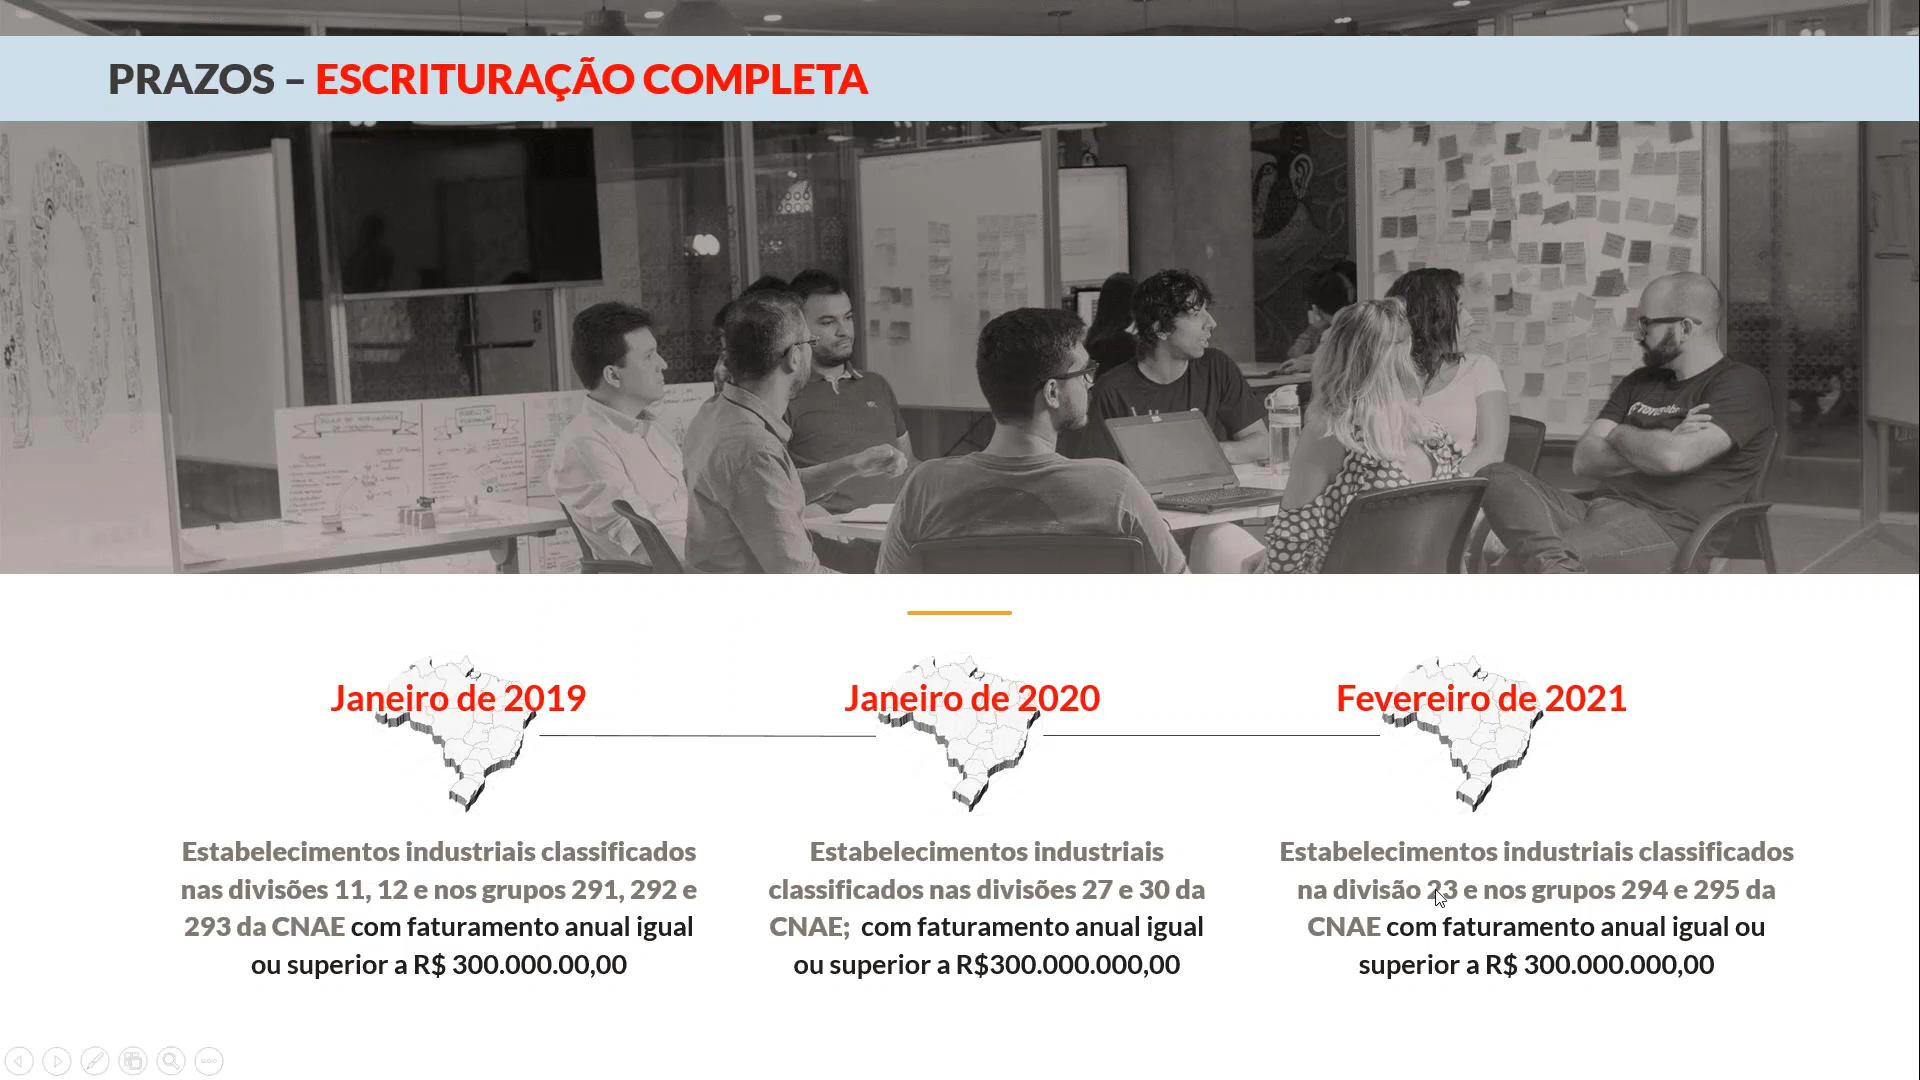 PRAZOS – ESCRITURAÇÃO COMPLETA
Janeiro de 2019
Janeiro de 2020
Fevereiro de 2021
Estabelecimentos industriais classificados
nas divisões 11, 12 e nos grupos 291, 292 e
293 da CNAE com faturamento anual igual
ou superior a R$ 300.000.00,00
Estabelecimentos industriais
classificados nas divisões 27 e 30 da
CNAE; com faturamento anual igual
ou superior a R$300.000.000,00
Estabelecimentos industriais classificados
na divisão 23 e nos grupos 294 e 295 da
CNAE com faturamento anual igual ou
superior a R$ 300.000.000,00